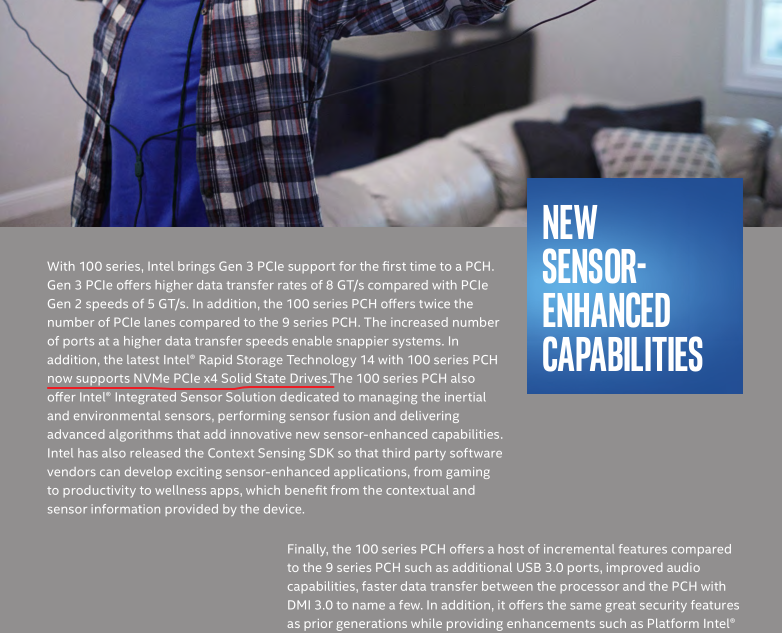 With 100 series, Intel brings Gen 3 PCIe support for the first time to a PCH.
Gen 3 PCIe offers higher data transfer rates of 8 GT/s compared with PCIe
Gen 2 speeds of 5 GT/s. In addition, the 100 series PCH offers twice the
number of PCIe lanes compared to the 9 series PCH. The increased number
of ports at a higher data transfer speeds enable snappier systems. In
addition, the latest Intel® Rapid Storage Technology 14 with 100 series PCH
now supports NVMe PCIe x4 Solid State Drives.The 100 series PCH also
offer Intel® Integrated Sensor Solution dedicated to managing the inertial
and environmental sensors, performing sensor fusion and delivering
advanced algorithms that add innovative new sensor-enhanced capabilities.
Intel has also released the Context Sensing SDK so that third party software
vendors can develop exciting sensor-enhanced applications, from gaming
to productivity to wellness apps, which benefit from the contextual and
sensor information provided by the device.
NEW
SENSOR-
ENHANCED
CAPABILITIES
Finally, the 100 series PCH offers a host of incremental features compared
to the 9 series PCH such as additional USB 3.0 ports, improved audio
capabilities, faster data transfer between the processor and the PCH with
DMI 3.0 to name a few. In addition, it offers the same great security features
as prior generations while providing enhancements such as Platform Intel®